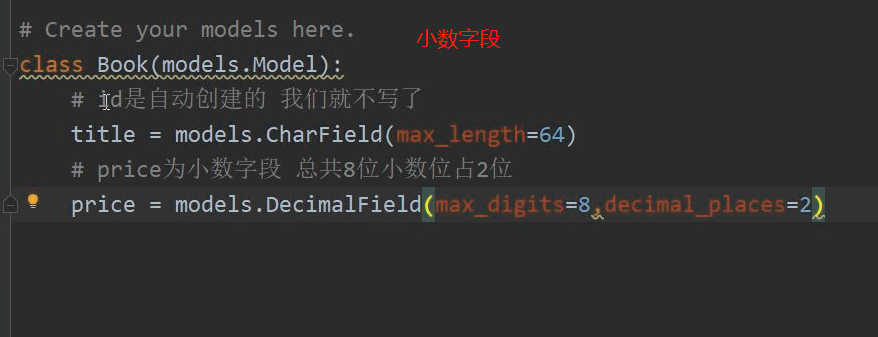 # Create your models here.
小数字段
class Book(models.Model):
# id是自动创建的 我们就不写了
title = models.CharField(max_length=64)
# price为小数字段 总共8位小数位占2位
price = models.DecimalField(max_digits=8,decimal_places=2)